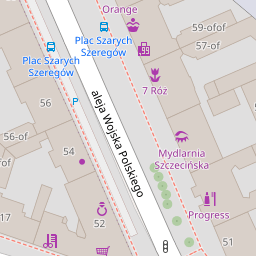 Orange
Plac Szarych
Szeregów
59-ofof
57-of
Plac Szarych
Szeregów
7 Róż
56
aleja Wojska Polskiego
56-of
54
Mydlarnia
Szczecińska
17
52
Progress
51
P